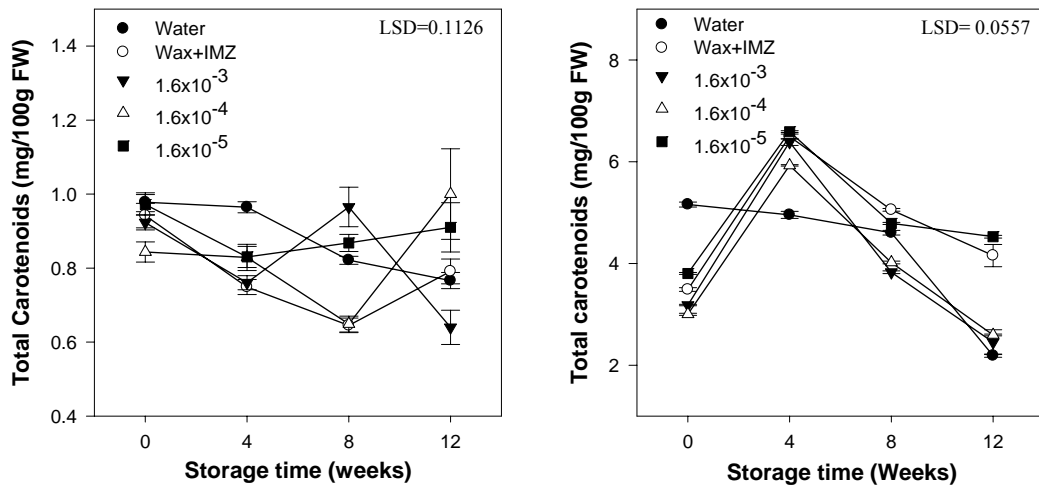 LSD=0.1126
Water
Wax+IMZ
1.6x10-3
1.6x10-4
1.6x10-5
Total Carotenoids (mg/100g FW)
1.4
1.2
1.0
0.8
0.6
0.4
0 4 8 12
Storage time (weeks)
LSD= 0.0557
Water
Wax+IMZ
1.6x10-3
1.6x10-4
1.6x10-5
Total carotenoids (mg/100g FW)
8
6
4
2
0 4 8 12
Storage time (Weeks)